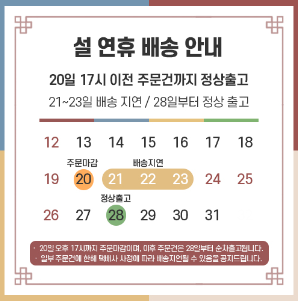 설 연휴 배송 안내
20일 17시 이전 주문건까지 정상출고
21~23일 배송 지연 / 28일부터 정상 출고
12 13 14 15 16 17 18
주문마감 배송지연
19 20 21 22 23 24 25
정상출고
26 27 28 29 30 31
- 20일 오후 17시까지 주문마감이며, 이후 주문건은 28일부터 순차출고됩니다.
- 일부 주문건에 한해 택배사 사정에 따라 배송지연될 수 있음을 공지드립니다.